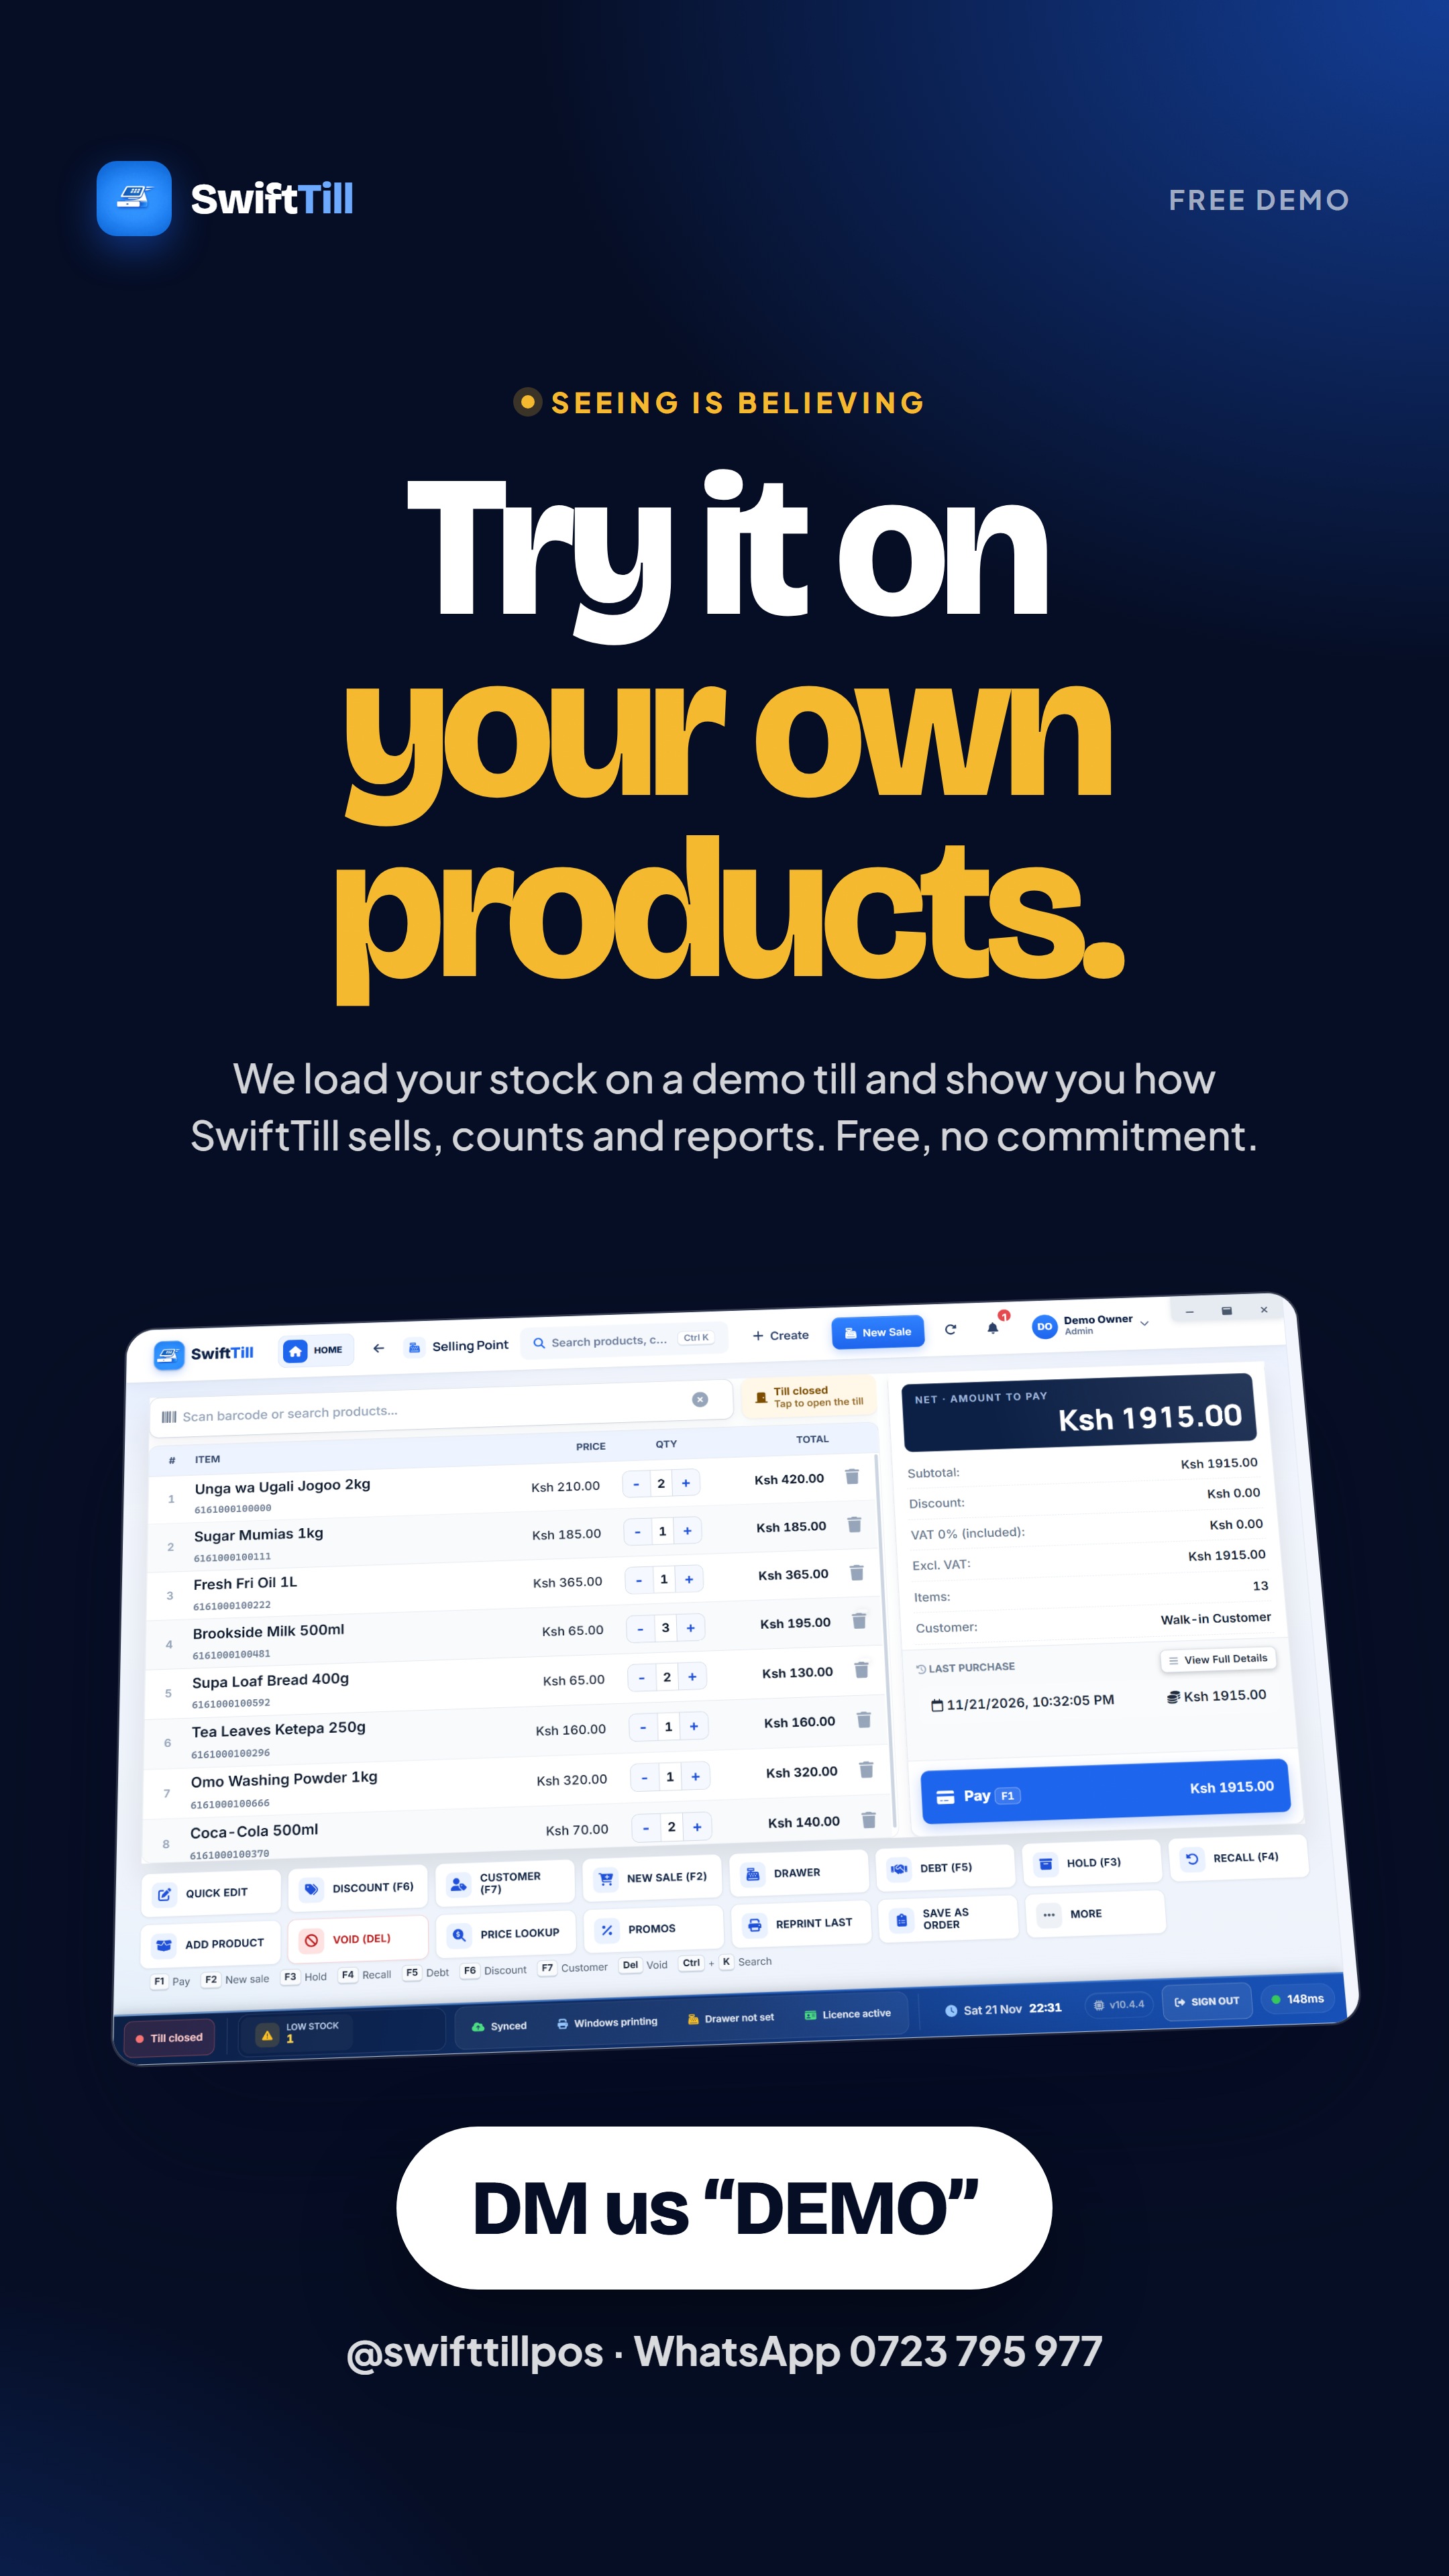 SwiftTill
FREE DEMO
SEEING IS BELIEVING
Try it on
your own
products.
We load your stock on a demo till and show you how
SwiftTill sells, counts and reports. Free, no commitment.
SwiftTill HOME Selling Point Search products, c... Ctrl K + Create New Sale 1 DO Demo Owner
Admin
Scan barcode or search products...
Till closed
Tap to open the till
# ITEM PRICE QTY TOTAL
1 Unga wa Ugali Jogoo 2kg Ksh 210.00 - 2 + Ksh 420.00
6161000100000
2 Sugar Mumias 1kg Ksh 185.00 - 1 + Ksh 185.00
6161000100111
3 Fresh Fri Oil 1L Ksh 365.00 - 1 + Ksh 365.00
6161000100222
4 Brookside Milk 500ml Ksh 65.00 - 3 + Ksh 195.00
6161000100481
5 Supa Loaf Bread 400g Ksh 65.00 - 2 + Ksh 130.00
6161000100592
6 Tea Leaves Ketepa 250g Ksh 160.00 - 1 + Ksh 160.00
6161000100296
7 Omo Washing Powder 1kg Ksh 320.00 - 1 + Ksh 320.00
6161000100666
8 Coca-Cola 500ml Ksh 70.00 - 2 + Ksh 140.00
6161000100370
NET · AMOUNT TO PAY
Ksh 1915.00
Subtotal: Ksh 1915.00
Discount: Ksh 0.00
VAT 0% (included): Ksh 0.00
Excl. VAT: Ksh 1915.00
Items: 13
Customer: Walk-in Customer
LAST PURCHASE View Full Details
11/21/2026, 10:32:05 PM Ksh 1915.00
Pay F1 Ksh 1915.00
QUICK EDIT DISCOUNT (F6) CUSTOMER (F7) NEW SALE (F2) DRAWER DEBT (F5) HOLD (F3) RECALL (F4)
ADD PRODUCT VOID (DEL) PRICE LOOKUP PROMOS REPRINT LAST SAVE AS ORDER MORE
F1 Pay F2 New sale F3 Hold F4 Recall F5 Debt F6 Discount F7 Customer Del Void Ctrl + K Search
Till closed LOW STOCK 1 Synced Windows printing Drawer not set Licence active Sat 21 Nov 22:31 v10.4.4 SIGN OUT 148ms
DM us “DEMO”
@swifttillpos · WhatsApp 0723 795 977